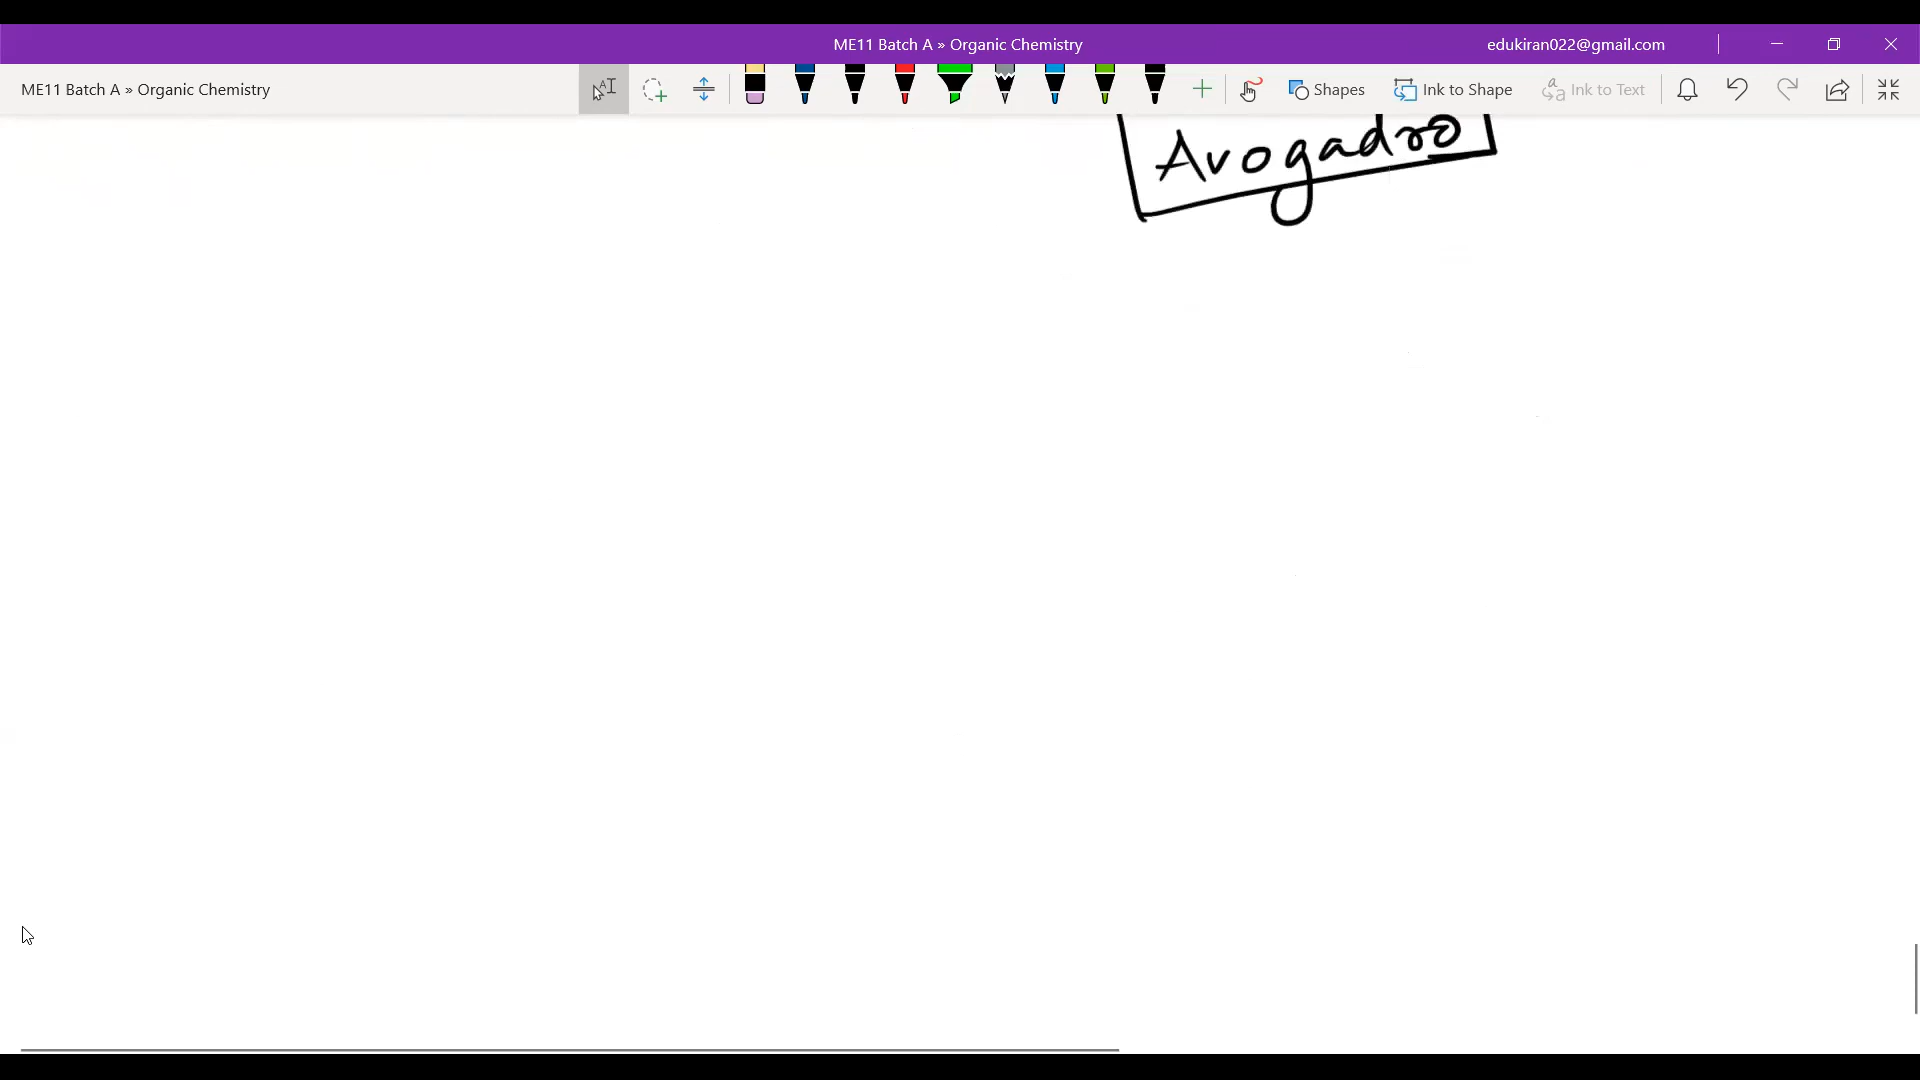 ME11 Batch A » Organic Chemistry
edukiran022@gmail.com
ME11 Batch A » Organic Chemistry
Shapes
Ink to Shape
Ink to Text
Avogadro